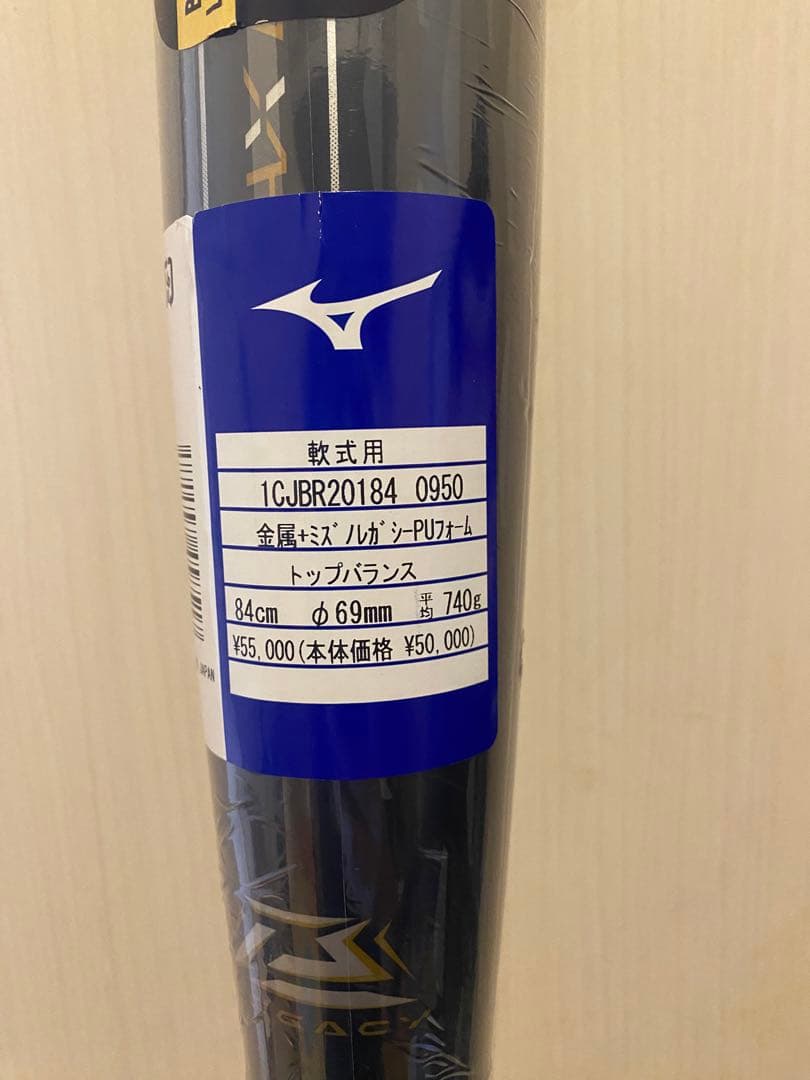 軟式用
1CJBR20184 0950
金属+ﾐｽﾞﾉﾚｶﾞｼｰPUﾌｫｰﾑ
トップバランス
84cm φ69mm 平均 740g
¥55,000(本体価格 ¥50,000)
JAPAN